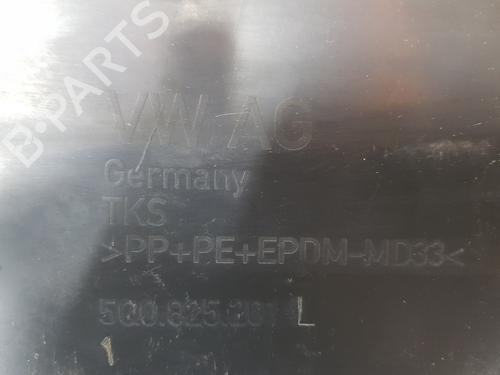 B-PARTS
VW AG
Germany
TKS
>PP+PE+EPDM-MD33<
5Q0.825.201 L